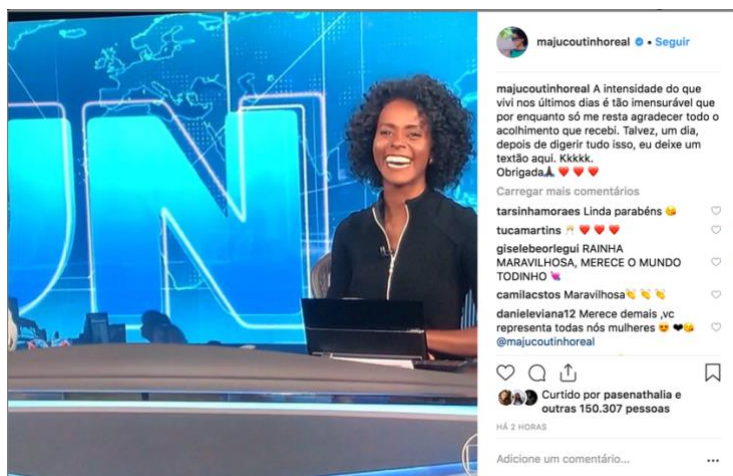 JN
majucoutinhoreal • Seguir
majucoutinhoreal A intensidade do que
vivi nos últimos dias é tão imensurável que
por enquanto só me resta agradecer todo o
acolhimento que recebi. Talvez, um dia,
depois de digerir tudo isso, eu deixe um
textão aqui. Kkkkk.
Obrigada🙏🏿 ❤️ ❤️ ❤️
Carregar mais comentários
tarsinhamoraes Linda parabéns 😘
tucamartins 🥂 ❤️ ❤️ ❤️
giselebeorlegui RAINHA
MARAVILHOSA, MERECE O MUNDO
TODINHO 💘
camilacstos Maravilhosa👏 👏 👏
danieleviana12 Merece demais ,vc
representa todas nós mulheres 😍 ❤😘
@majucoutinhoreal
Curtido por pasenathalia e
outras 150.307 pessoas
HÁ 2 HORAS
Adicione um comentário...